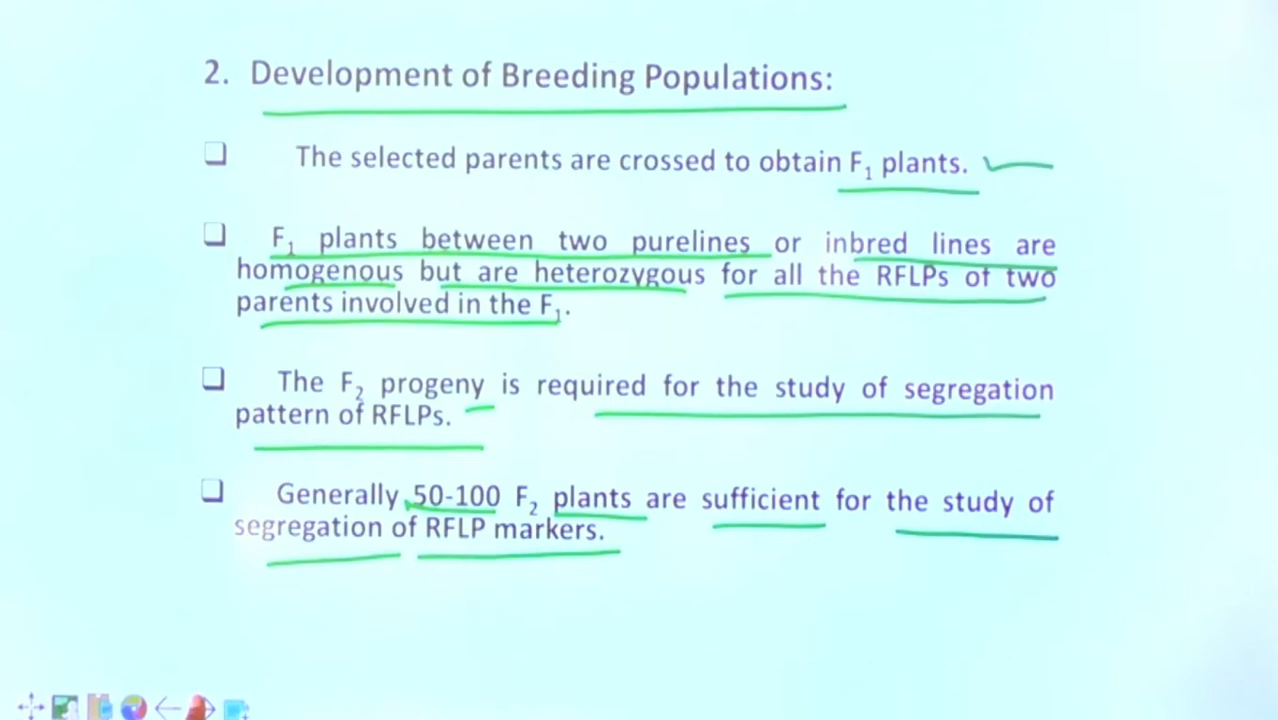 2. Development of Breeding Populations:
❑ The selected parents are crossed to obtain F₁ plants.
❑ F₁ plants between two purelines or inbred lines are
homogenous but are heterozygous for all the RFLPs of two
parents involved in the F₁.
❑ The F₂ progeny is required for the study of segregation
pattern of RFLPs.
❑ Generally 50-100 F₂ plants are sufficient for the study of
segregation of RFLP markers.